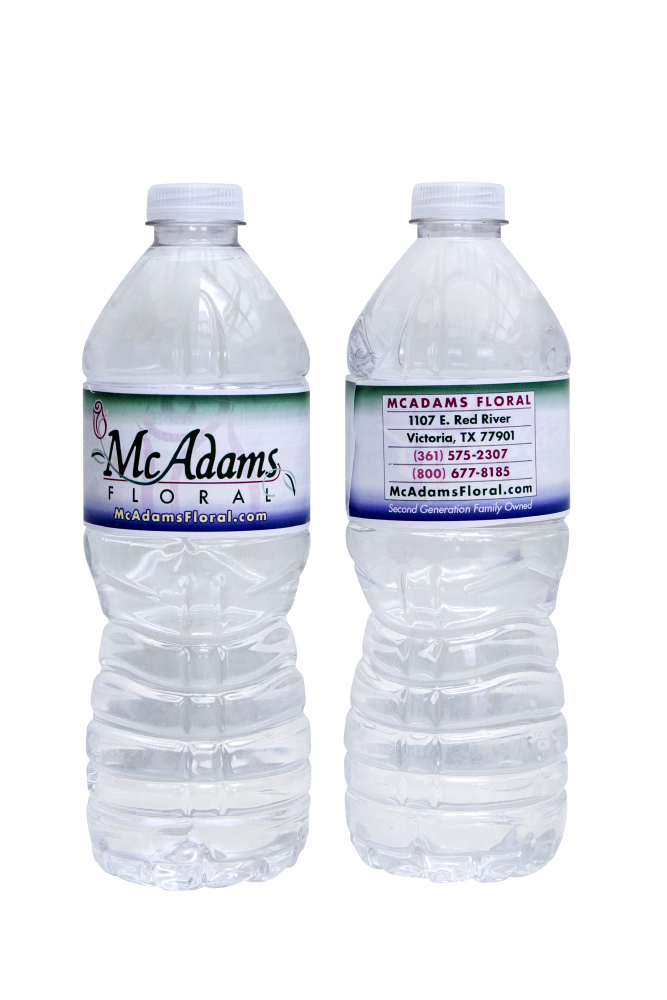 McAdams
FLORAL
McAdamsFloral.com
MCADAMS FLORAL
1107 E. Red River
Victoria, TX 77901
(361) 575-2307
(800) 677-8185
McAdamsFloral.com
Second Generation Family Owned